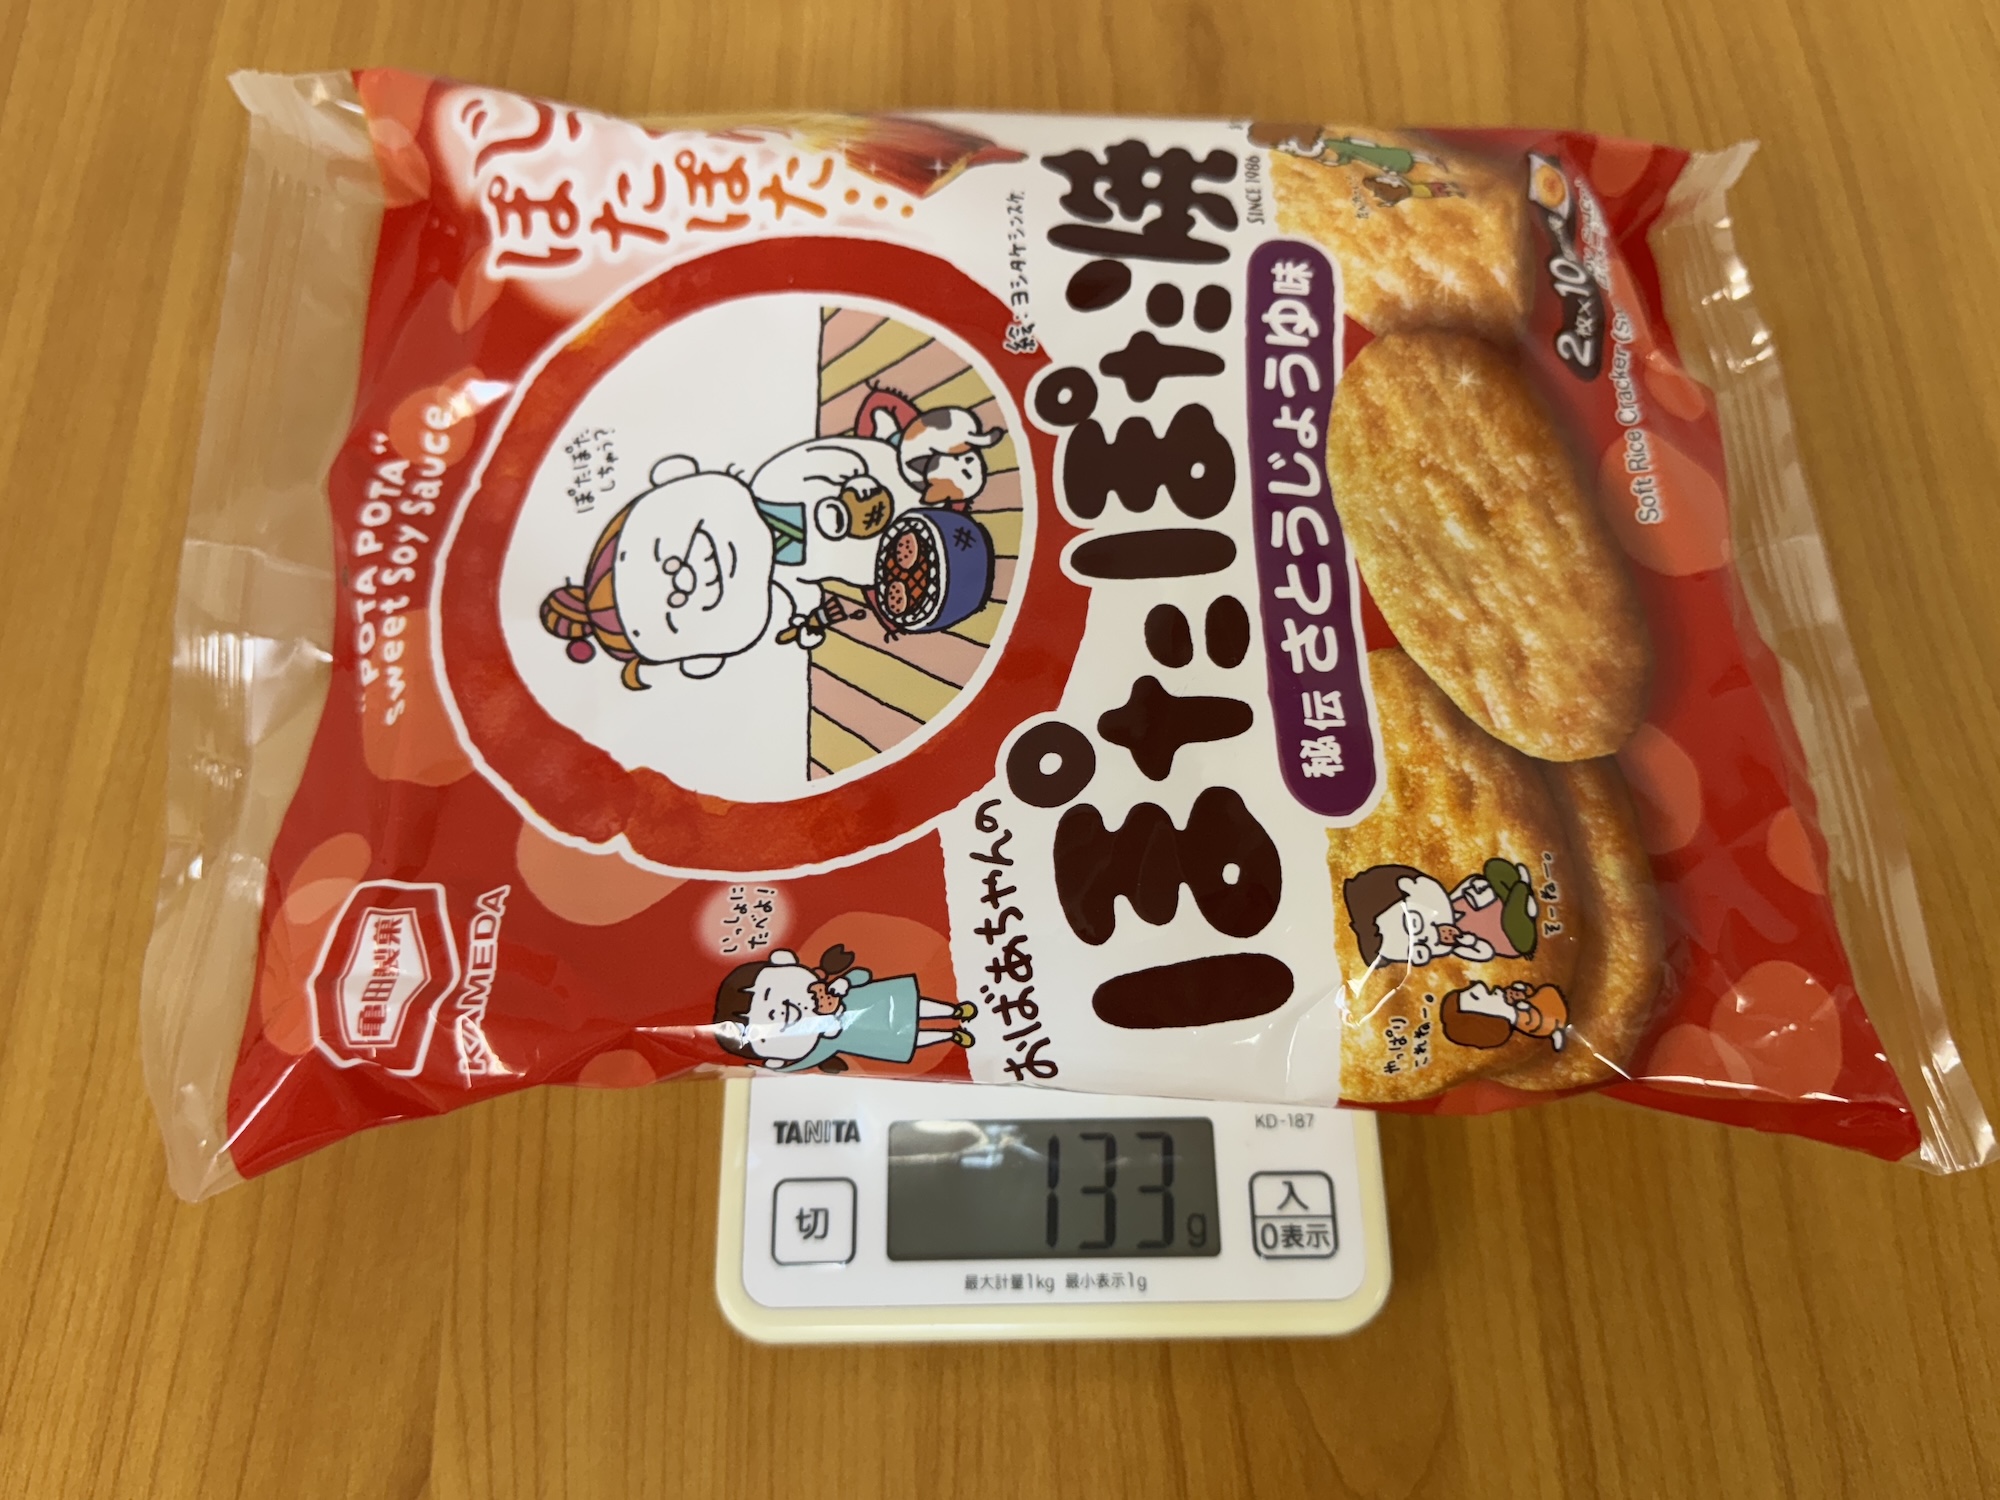 ぽたぽた…
"POTA POTA"
sweet Soy Sauce
亀田製菓
KAMEDA
ぽたぽた
しちゃう?
いっしょに
たべよ!
絵:ヨシタケシンスケ
おばあちゃんの
ぽたぽた焼
SINCE 1986
秘伝 さとうじょうゆ味
2枚×10
Soft Rice Cracker
そーねー。
やっぱり
これねー。
TANITA
KD-187
133g
切
入
0表示
最大計量1kg 最小表示1g